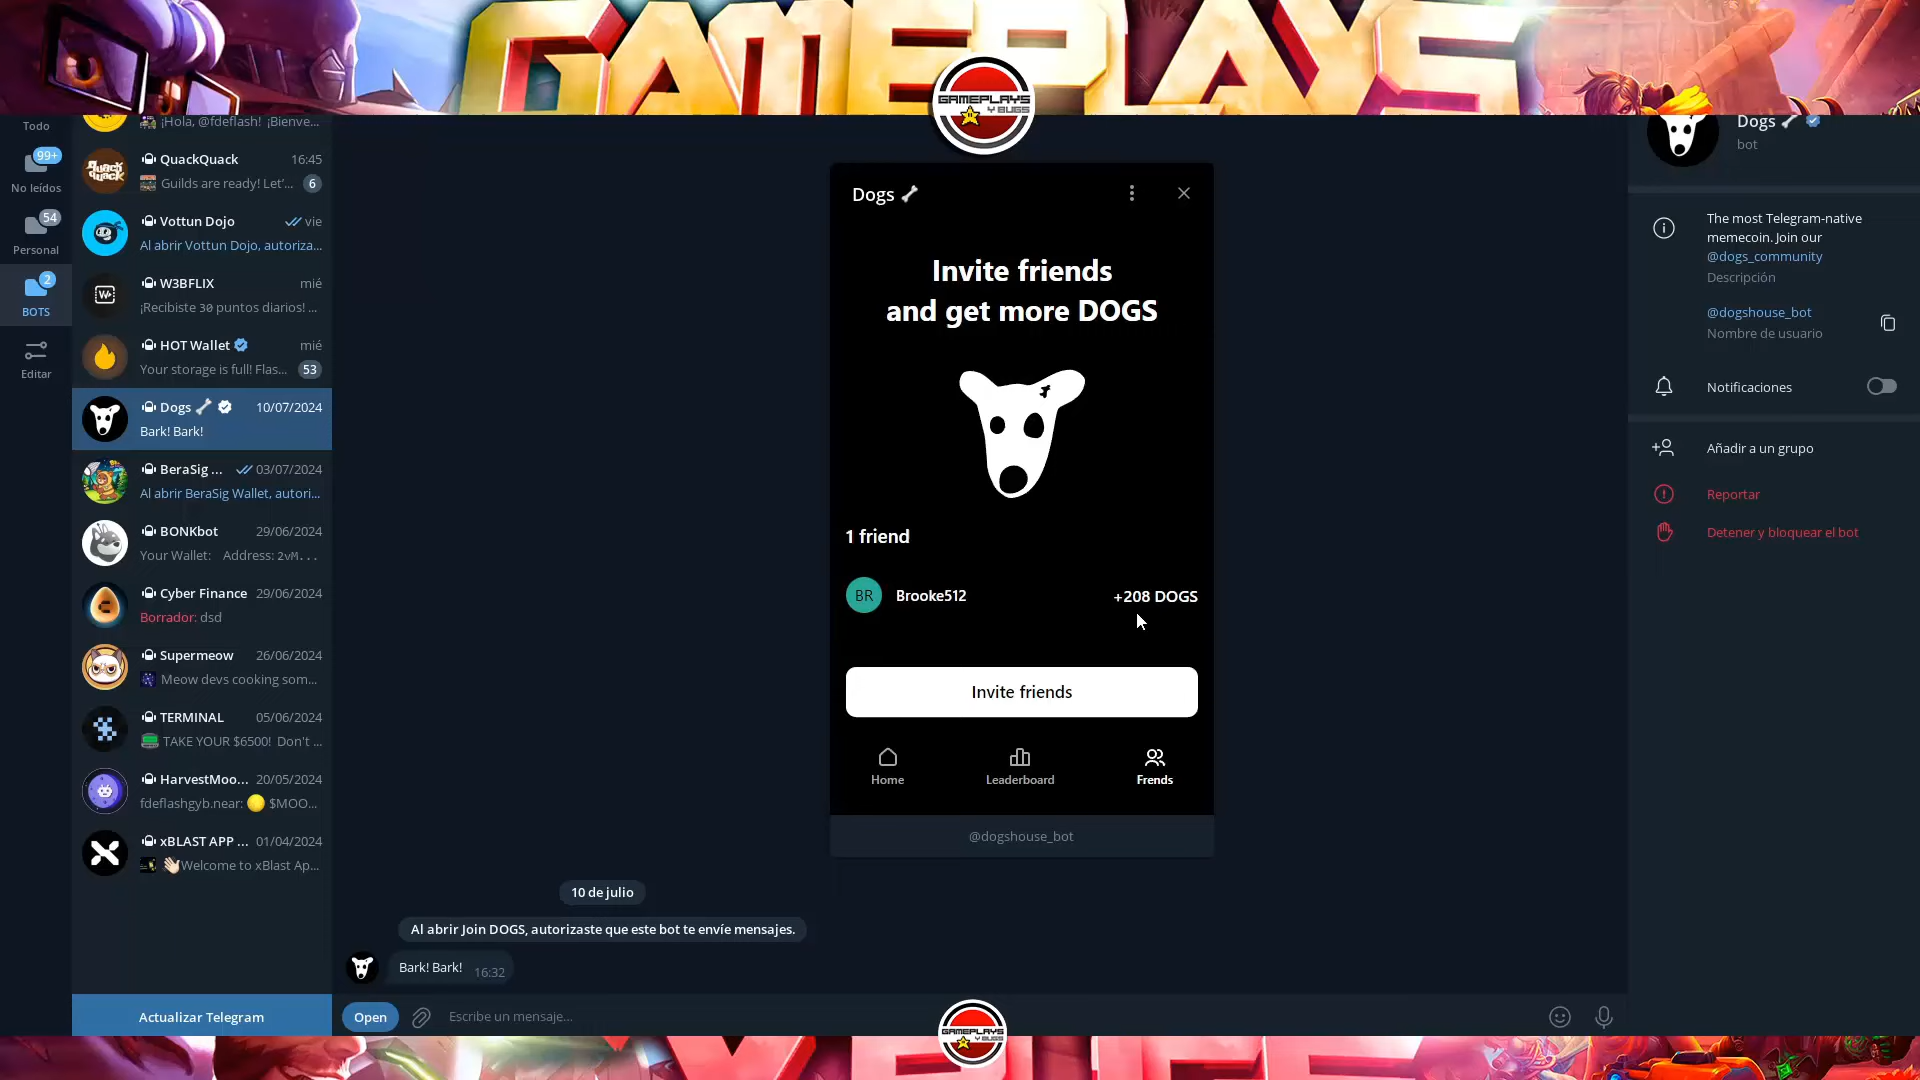 GAMEPLAYS
GAMEPLAYS
Y BUGS
Todo
99+
No leídos
54
Personal
2
BOTS
Editar
¡Hola, @fdeflash! ¡Bienve...
QuackQuack 16:45
Guilds are ready! Let'... 6
Vottun Dojo vie
Al abrir Vottun Dojo, autoriza...
W3BFLIX mié
¡Recibiste 30 puntos diarios! ...
HOT Wallet mié
Your storage is full! Flas... 53
Dogs 10/07/2024
Bark! Bark!
BeraSig ... 03/07/2024
Al abrir BeraSig Wallet, autori...
BONKbot 29/06/2024
Your Wallet: Address: 2vM...
Cyber Finance 29/06/2024
Borrador: dsd
Supermeow 26/06/2024
Meow devs cooking som...
TERMINAL 05/06/2024
TAKE YOUR $6500! Don't ...
HarvestMoo... 20/05/2024
fdeflashgyb.near: $MOO...
xBLAST APP ... 01/04/2024
Welcome to xBlast Ap...
Actualizar Telegram
Dogs
Invite friends
and get more DOGS
1 friend
BR Brooke512 +208 DOGS
Invite friends
Home Leaderboard Frends
@dogshouse_bot
10 de julio
Al abrir Join DOGS, autorizaste que este bot te envíe mensajes.
Bark! Bark! 16:32
Open Escribe un mensaje...
Dogs
bot
The most Telegram-native
memecoin. Join our
@dogs_community
Descripción
@dogshouse_bot
Nombre de usuario
Notificaciones
Añadir a un grupo
Reportar
Detener y bloquear el bot
GAMEPLAYS
Y BUGS